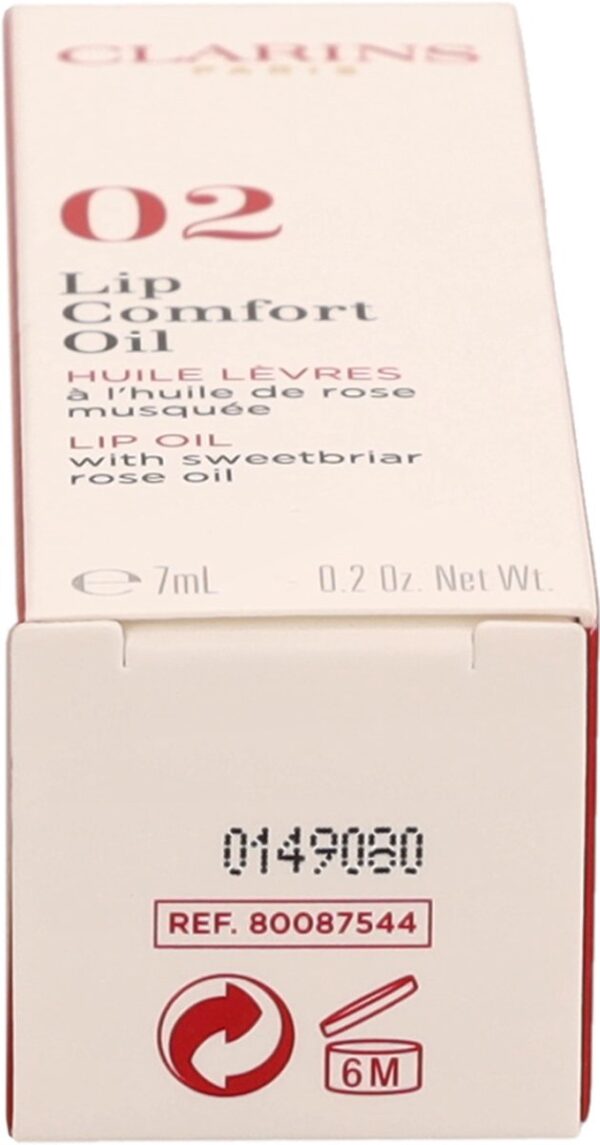 CLARINS
PARIS
02
Lip
Comfort
Oil
HUILE LÈVRES
à l'huile de rose
musquée
LIP OIL
with sweetbriar
rose oil
℮ 7mL 0.2 Oz. Net Wt.
0149080
REF. 80087544
6M